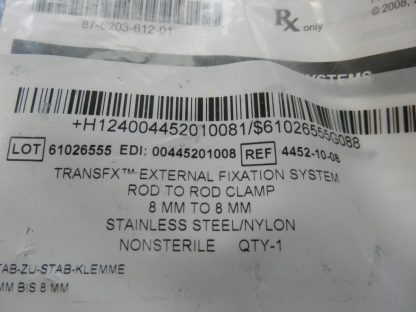 87-6203-612-01
Rx only
© 2008,
SYSTEMS
+H124004452010081/$61026555G088
LOT 61026555 EDI: 00445201008 REF 4452-10-08
TRANSFX™ EXTERNAL FIXATION SYSTEM
ROD TO ROD CLAMP
8 MM TO 8 MM
STAINLESS STEEL/NYLON
NONSTERILE QTY-1
TAB-ZU-STAB-KLEMME
MM BIS 8 MM